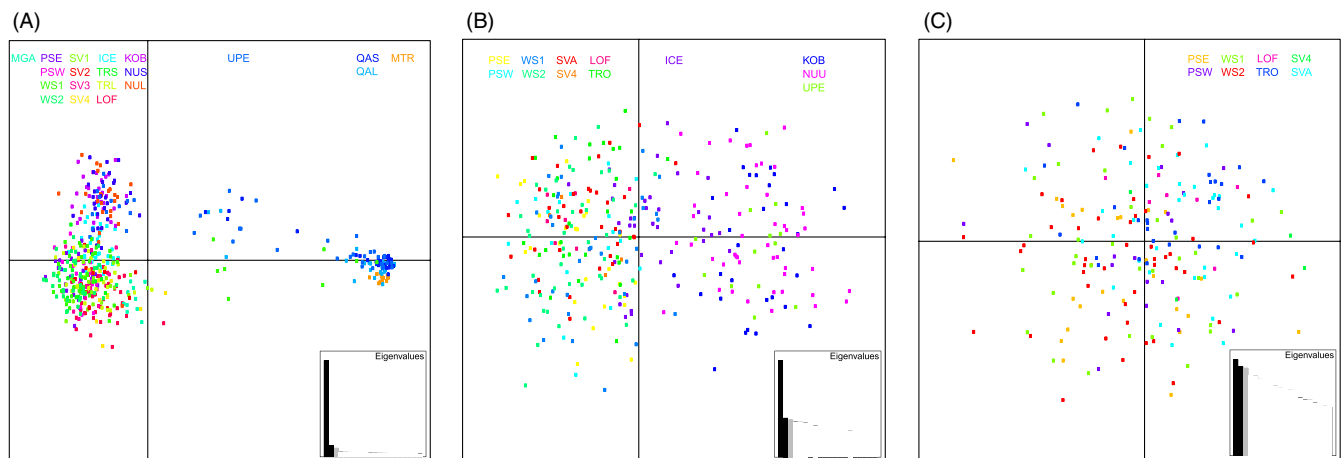 (A)
MGA PSE SV1 ICE KOB UPE QAS MTR
PSW SV2 TRS NUS QAL
WS1 SV3 TRL NUL
WS2 SV4 LOF
Eigenvalues
(B)
PSE WS1 SVA LOF ICE KOB
PSW WS2 SV4 TRO NUU
UPE
Eigenvalues
(C)
PSE WS1 LOF SV4
PSW WS2 TRO SVA
Eigenvalues